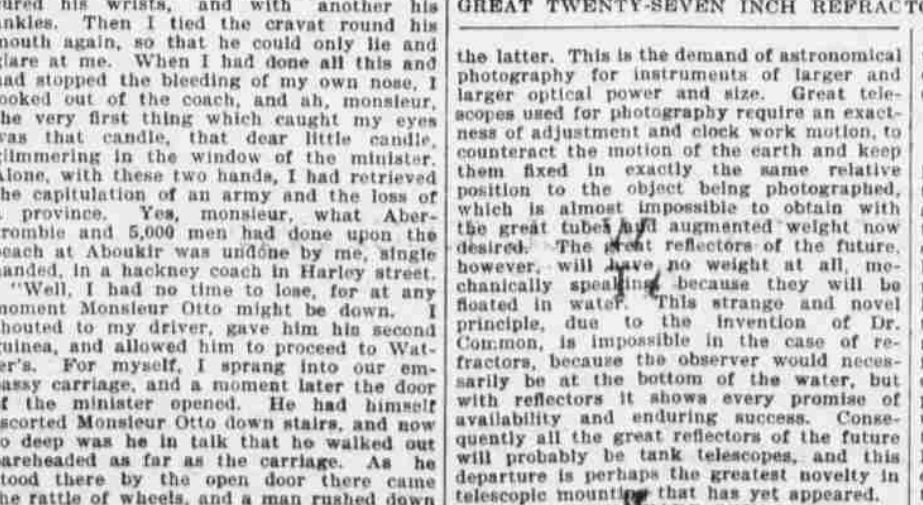 his wrists, and with another his
ankles. Then I tied the cravat round his
mouth again, so that he could only lie and
glare at me. When I had done all this and
had stopped the bleeding of my own nose, I
looked out of the coach, and ah, monsieur,
the very first thing which caught my eyes
was that candle, that dear little candle,
glimmering in the window of the minister.
Alone, with these two hands, I had retrieved
the capitulation of an army and the loss of
province. Yes, monsieur, what Aber-
crombie and 5,000 men had done upon the
beach at Aboukir was undone by me, single
handed, in a hackney coach in Harley street.
"Well, I had no time to lose, for at any
moment Monsieur Otto might be down. I
shouted to my driver, gave him his second
guinea, and allowed him to proceed to Wat-
ier's. For myself, I sprang into our em-
bassy carriage, and a moment later the door
of the minister opened. He had himself
escorted Monsieur Otto down stairs, and now
so deep was he in talk that he walked out
bareheaded as far as the carriage. As he
stood there by the open door there came
the rattle of wheels, and a man rushed down
GREAT TWENTY-SEVEN INCH REFRACTO
the latter. This is the demand of astronomical
photography for instruments of larger and
larger optical power and size. Great tele-
scopes used for photography require an exact-
ness of adjustment and clock work motion, to
counteract the motion of the earth and keep
them fixed in exactly the same relative
position to the object being photographed,
which is almost impossible to obtain with
the great tubes and augmented weight now
desired. The great reflectors of the future,
however, will have no weight at all, me-
chanically speaking because they will be
floated in water. This strange and novel
principle, due to the invention of Dr.
Common, is impossible in the case of re-
fractors, because the observer would neces-
sarily be at the bottom of the water, but
with reflectors it shows every promise of
availability and enduring success. Conse-
quently all the great reflectors of the future
will probably be tank telescopes, and this
departure is perhaps the greatest novelty in
telescopic mounting that has yet appeared.